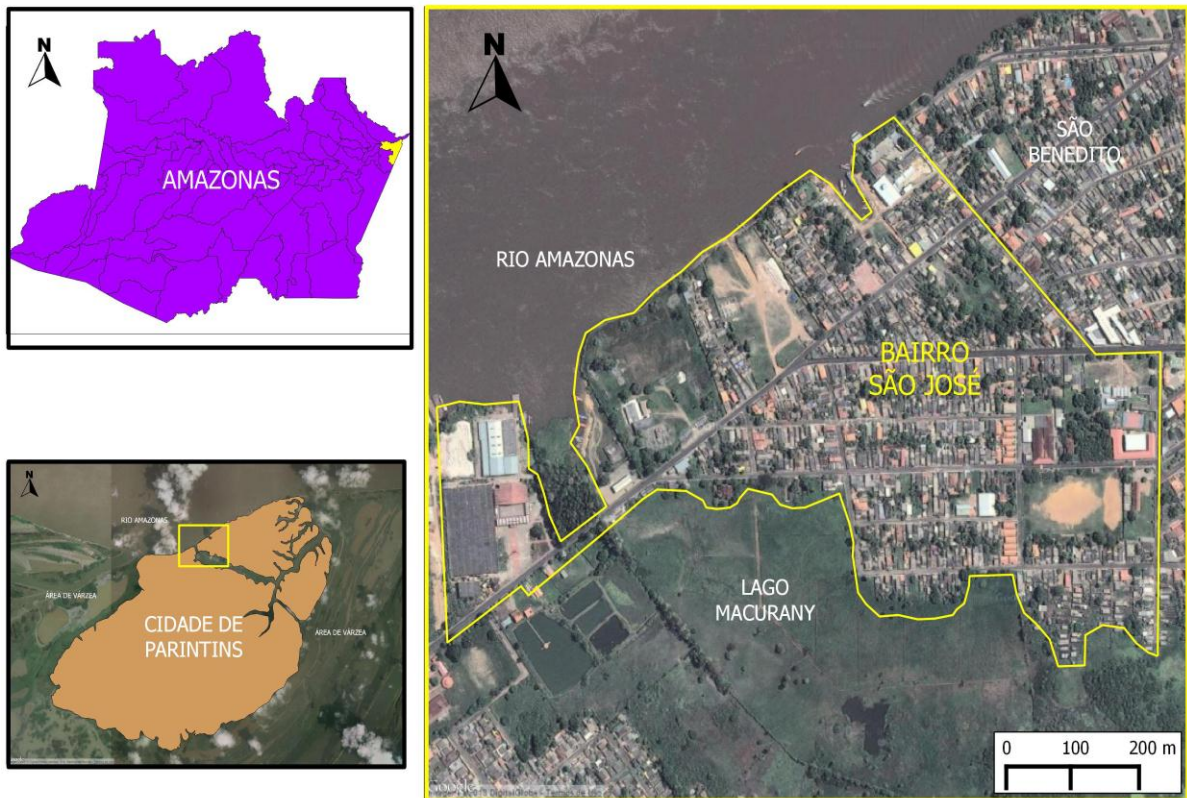 N
AMAZONAS
N
RIO AMAZONAS
ÁREA DE VÁRZEA
CIDADE DE
PARINTINS
ÁREA DE VÁRZEA
N
SÃO
BENEDITO
RIO AMAZONAS
BAIRRO
SÃO JOSÉ
LAGO
MACURANY
0 100 200 m